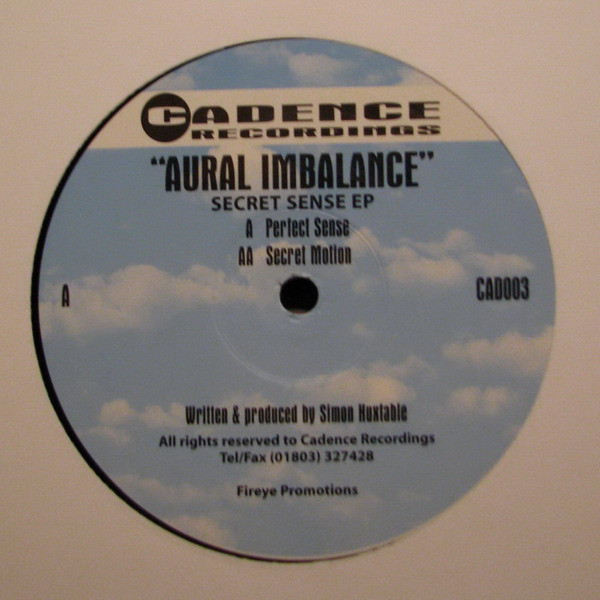 CADENCE
RECORDINGS
"AURAL IMBALANCE"
SECRET SENSE EP
A Perfect Sense
AA Secret Motion
A
CAD003
Written & produced by Simon Huxtable
All rights reserved to Cadence Recordings
Tel/Fax (01803) 327428
Fireye Promotions